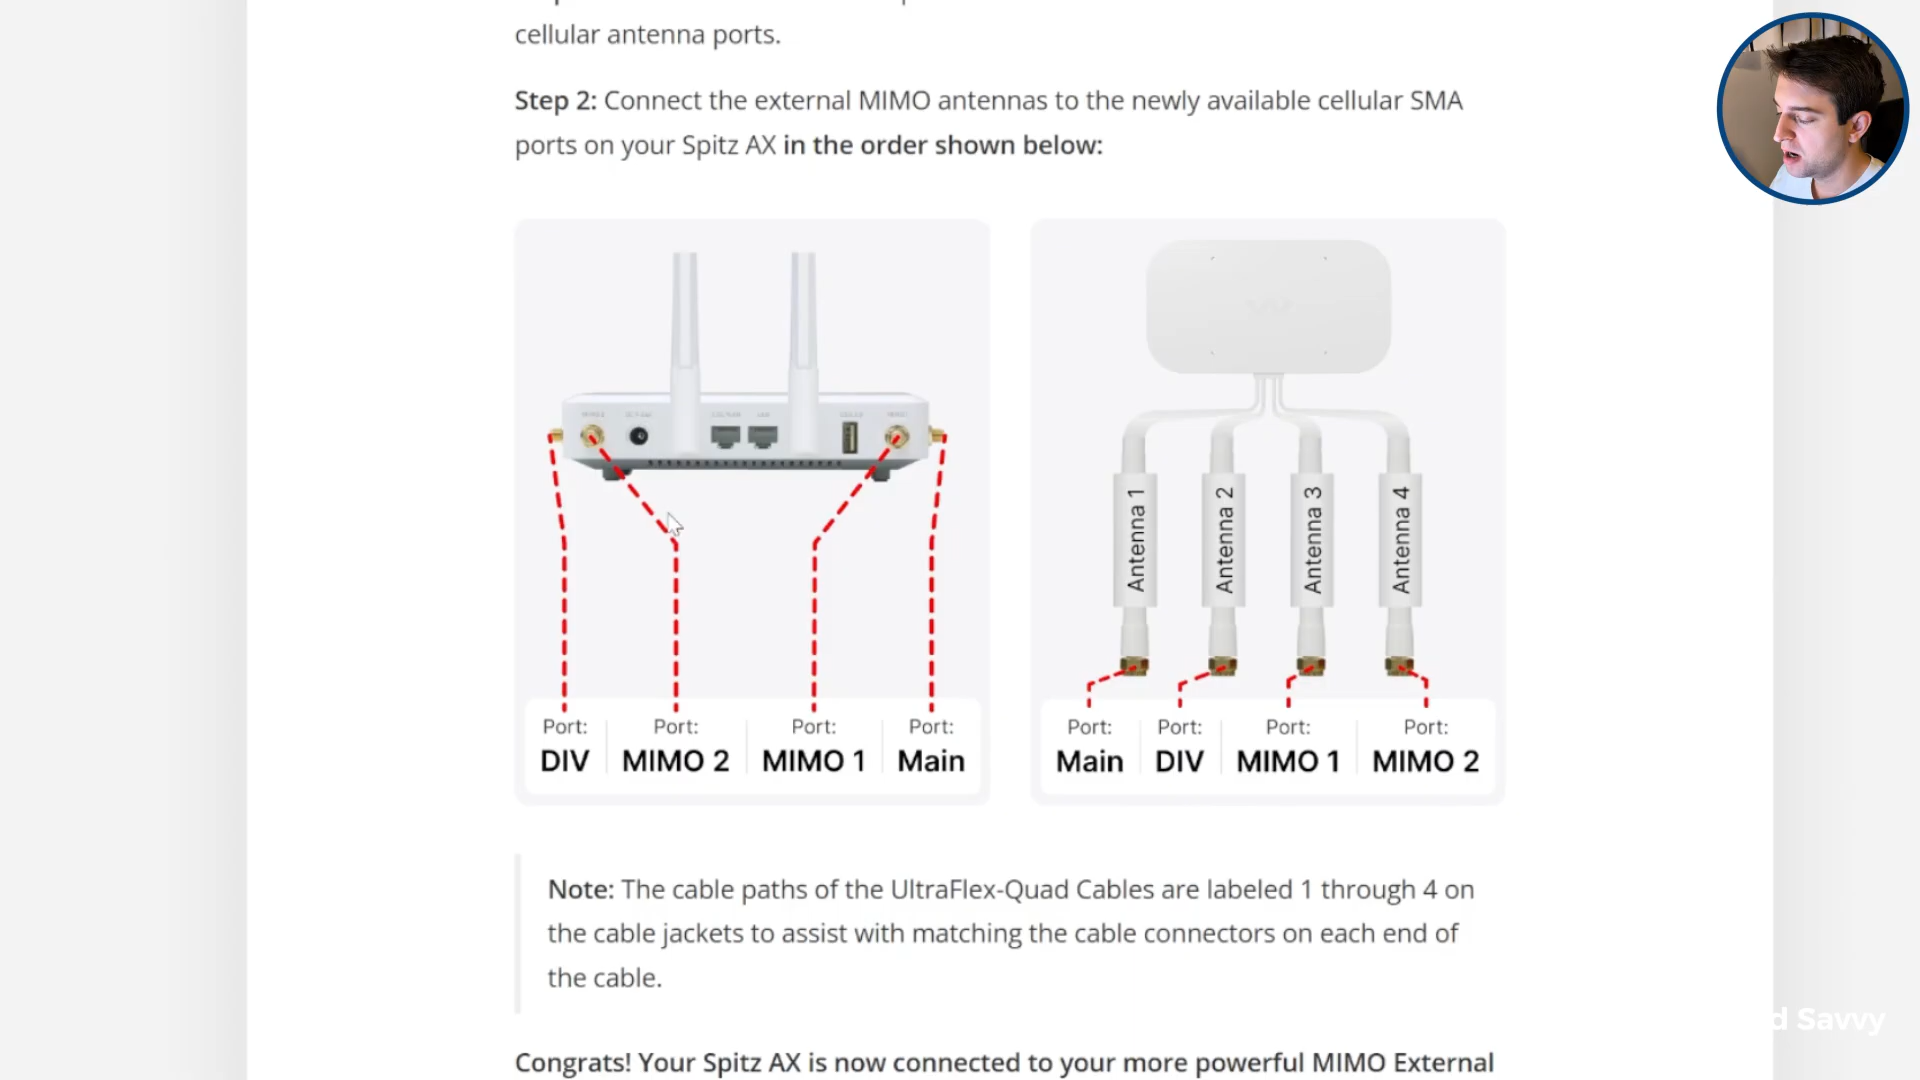 cellular antenna ports.
Step 2: Connect the external MIMO antennas to the newly available cellular SMA
ports on your Spitz AX in the order shown below:
Antenna 1
Antenna 2
Antenna 3
Antenna 4
Port: Port: Port: Port:
DIV MIMO 2 MIMO 1 Main
Port: Port: Port: Port:
Main DIV MIMO 1 MIMO 2
Note: The cable paths of the UltraFlex-Quad Cables are labeled 1 through 4 on
the cable jackets to assist with matching the cable connectors on each end of
the cable.
d Savvy
Congrats! Your Spitz AX is now connected to your more powerful MIMO External